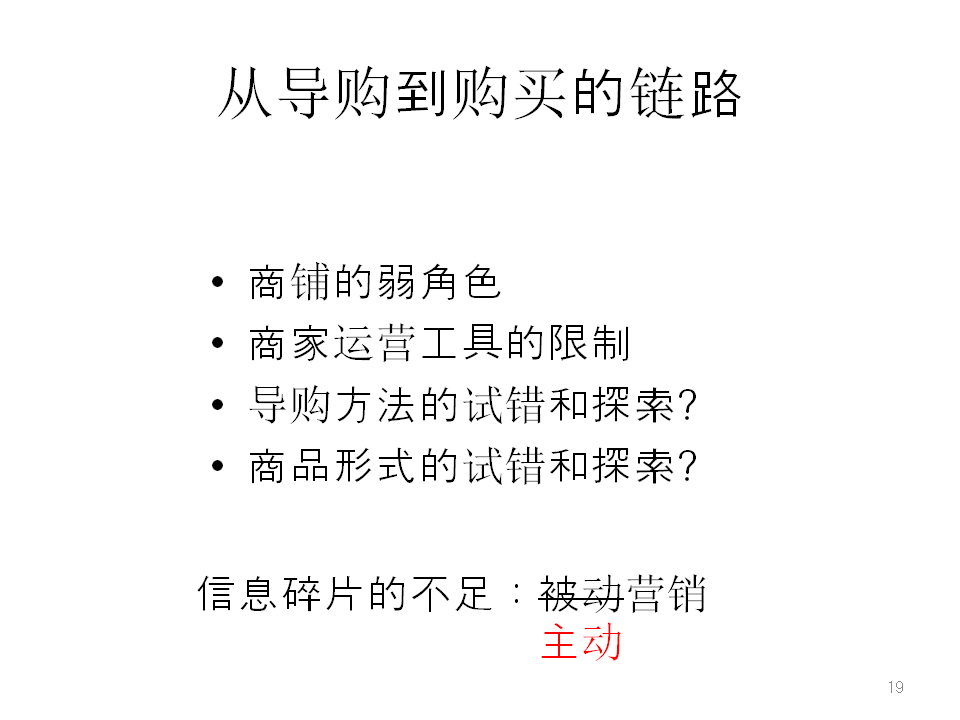 从导购到购买的链路
• 商铺的弱角色
• 商家运营工具的限制
• 导购方法的试错和探索?
• 商品形式的试错和探索?
信息碎片的不足：被动营销
主动
19